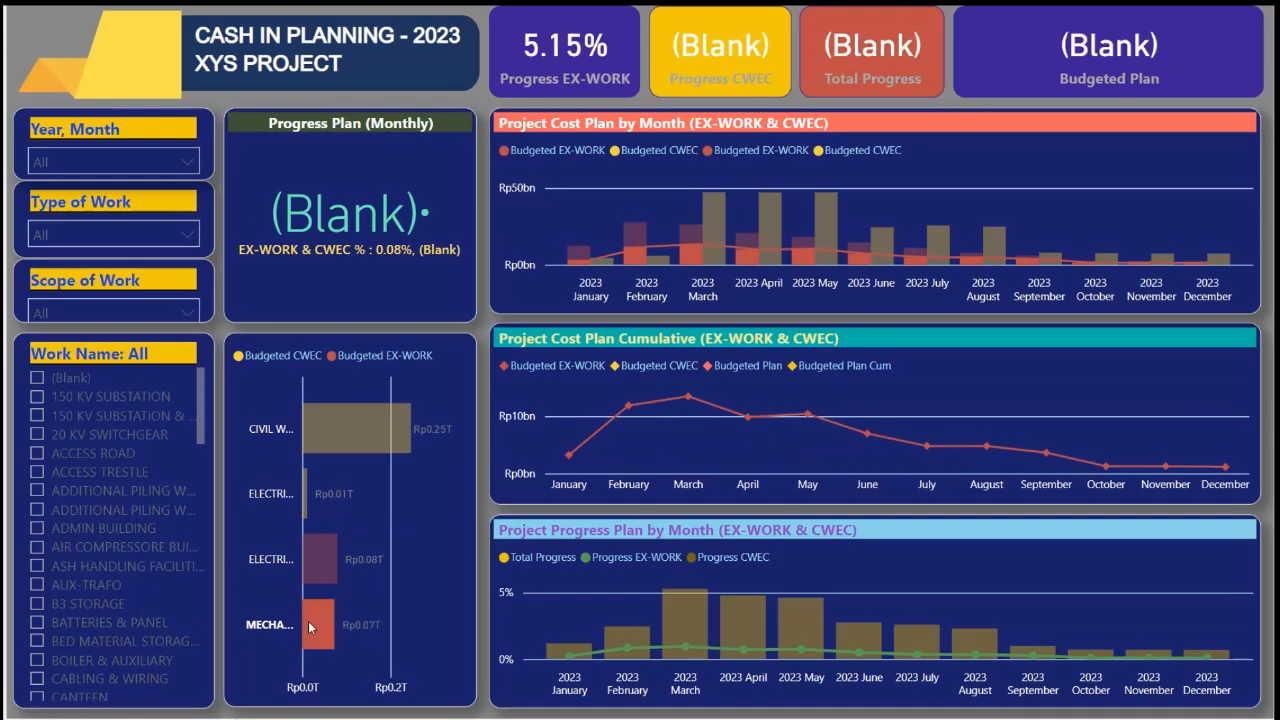 CASH IN PLANNING - 2023
XYS PROJECT
5.15%
Progress EX-WORK
(Blank)
Progress CWEC
(Blank)
Total Progress
(Blank)
Budgeted Plan
Year, Month
All
Type of Work
All
Scope of Work
All
Work Name: All
(Blank)
150 KV SUBSTATION
150 KV SUBSTATION & ...
20 KV SWITCHGEAR
ACCESS ROAD
ACCESS TRESTLE
ADDITIONAL PILING W...
ADDITIONAL PILING W...
ADMIN BUILDING
AIR COMPRESSORE BUI...
ASH HANDLING FACILITI...
AUX-TRAFO
B3 STORAGE
BATTERIES & PANEL
BED MATERIAL STORAG...
BOILER & AUXILIARY
CABLING & WIRING
CANTEEN
Progress Plan (Monthly)
(Blank)
EX-WORK & CWEC % : 0.08%, (Blank)
Budgeted CWEC Budgeted EX-WORK
CIVIL W... Rp0.25T
ELECTRI... Rp0.01T
ELECTRI... Rp0.08T
MECHA... Rp0.07T
Rp0.0T Rp0.2T
Project Cost Plan by Month (EX-WORK & CWEC)
Budgeted EX-WORK Budgeted CWEC Budgeted EX-WORK Budgeted CWEC
Rp50bn
Rp0bn
2023 January 2023 February 2023 March 2023 April 2023 May 2023 June 2023 July 2023 August 2023 September 2023 October 2023 November 2023 December
Project Cost Plan Cumulative (EX-WORK & CWEC)
Budgeted EX-WORK Budgeted CWEC Budgeted Plan Budgeted Plan Cum
Rp10bn
Rp0bn
January February March April May June July August September October November December
Project Progress Plan by Month (EX-WORK & CWEC)
Total Progress Progress EX-WORK Progress CWEC
5%
0%
2023 January 2023 February 2023 March 2023 April 2023 May 2023 June 2023 July 2023 August 2023 September 2023 October 2023 November 2023 December